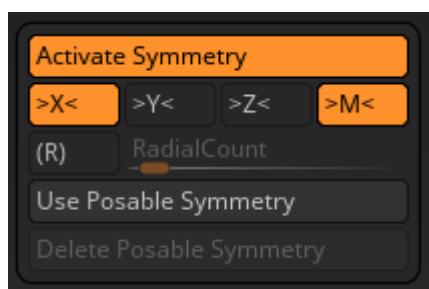 Activate Symmetry
>X< >Y< >Z< >M<
(R) RadialCount
Use Posable Symmetry
Delete Posable Symmetry